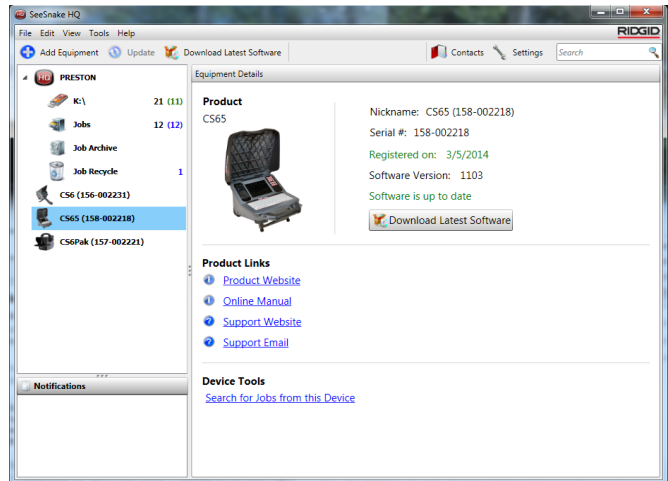 SeeSnake HQ
File Edit View Tools Help
RIDGID
Add Equipment Update Download Latest Software Contacts Settings Search
Equipment Details
HQ PRESTON
K:\ 21 (11)
Jobs 12 (12)
Job Archive
Job Recycle 1
CS6 (156-002231)
CS65 (158-002218)
CS6Pak (157-002221)
Product
CS65
Nickname: CS65 (158-002218)
Serial #: 158-002218
Registered on: 3/5/2014
Software Version: 1103
Software is up to date
Download Latest Software
Product Links
Product Website
Online Manual
Support Website
Support Email
Device Tools
Search for Jobs from this Device
Notifications